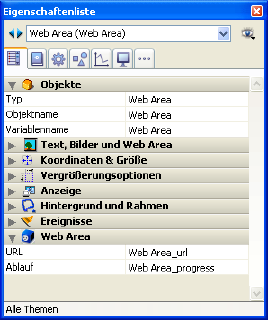 Eigenschaftenliste
Web Area (Web Area)
Objekte
Typ Web Area
Objektname Web Area
Variablenname Web Area
Text, Bilder und Web Area
Koordinaten & Größe
Vergrößerungsoptionen
Anzeige
Hintergrund und Rahmen
Ereignisse
Web Area
URL Web Area_url
Ablauf Web Area_progress
Alle Themen